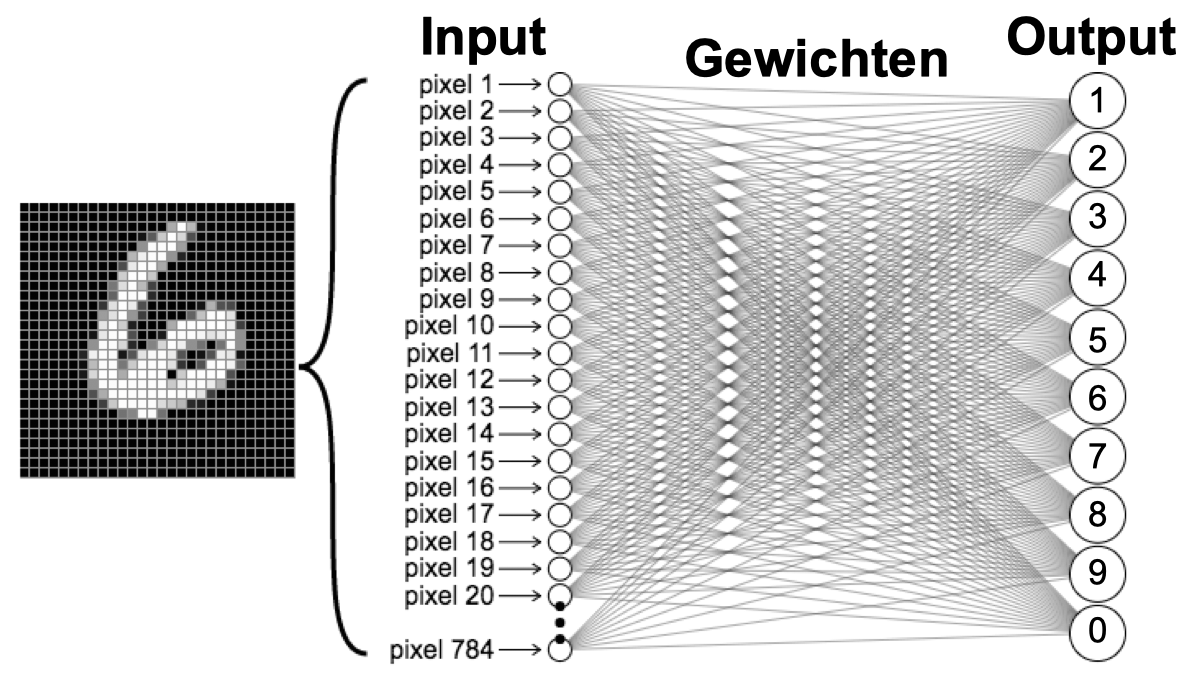 Input
Gewichten
Output
pixel 1
pixel 2
pixel 3
pixel 4
pixel 5
pixel 6
pixel 7
pixel 8
pixel 9
pixel 10
pixel 11
pixel 12
pixel 13
pixel 14
pixel 15
pixel 16
pixel 17
pixel 18
pixel 19
pixel 20
pixel 784
1
2
3
4
5
6
7
8
9
0